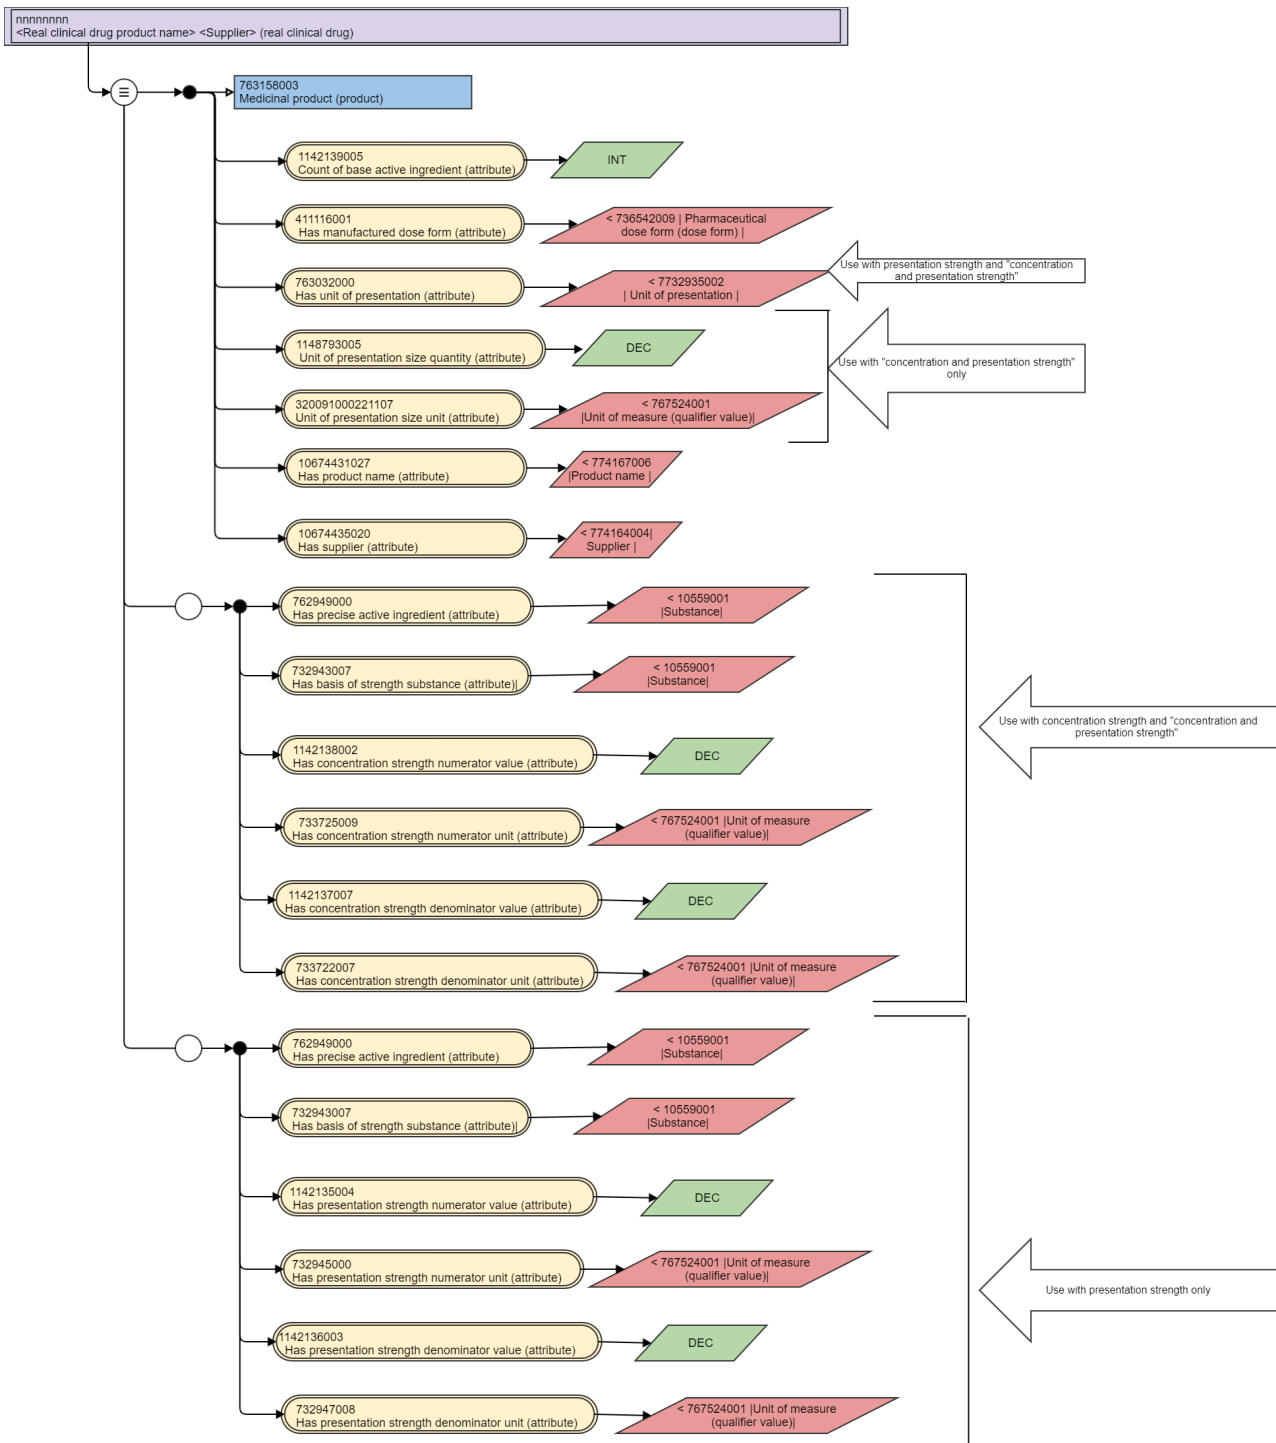 nnnnnnnn
<Real clinical drug product name> <Supplier> (real clinical drug)
763158003
Medicinal product (product)
1142139005
Count of base active ingredient (attribute)
INT
411116001
Has manufactured dose form (attribute)
< 736542009 | Pharmaceutical
dose form (dose form) |
763032000
Has unit of presentation (attribute)
< 7732935002
| Unit of presentation |
Use with presentation strength and "concentration
and presentation strength"
1148793005
Unit of presentation size quantity (attribute)
DEC
Use with "concentration and presentation strength"
only
320091000221107
Unit of presentation size unit (attribute)
< 767524001
|Unit of measure (qualifier value)|
10674431027
Has product name (attribute)
< 774167006
|Product name |
10674435020
Has supplier (attribute)
< 774164004|
Supplier |
762949000
Has precise active ingredient (attribute)
< 10559001
|Substance|
732943007
Has basis of strength substance (attribute)|
< 10559001
|Substance|
Use with concentration strength and "concentration and
presentation strength"
1142138002
Has concentration strength numerator value (attribute)
DEC
733725009
Has concentration strength numerator unit (attribute)
< 767524001 |Unit of measure
(qualifier value)|
1142137007
Has concentration strength denominator value (attribute)
DEC
733722007
Has concentration strength denominator unit (attribute)
< 767524001 |Unit of measure
(qualifier value)|
762949000
Has precise active ingredient (attribute)
< 10559001
|Substance|
732943007
Has basis of strength substance (attribute)|
< 10559001
|Substance|
1142135004
Has presentation strength numerator value (attribute)
DEC
732945000
Has presentation strength numerator unit (attribute)
< 767524001 |Unit of measure
(qualifier value)|
Use with presentation strength only
1142136003
Has presentation strength denominator value (attribute)
DEC
732947008
Has presentation strength denominator unit (attribute)
< 767524001 |Unit of measure
(qualifier value)|